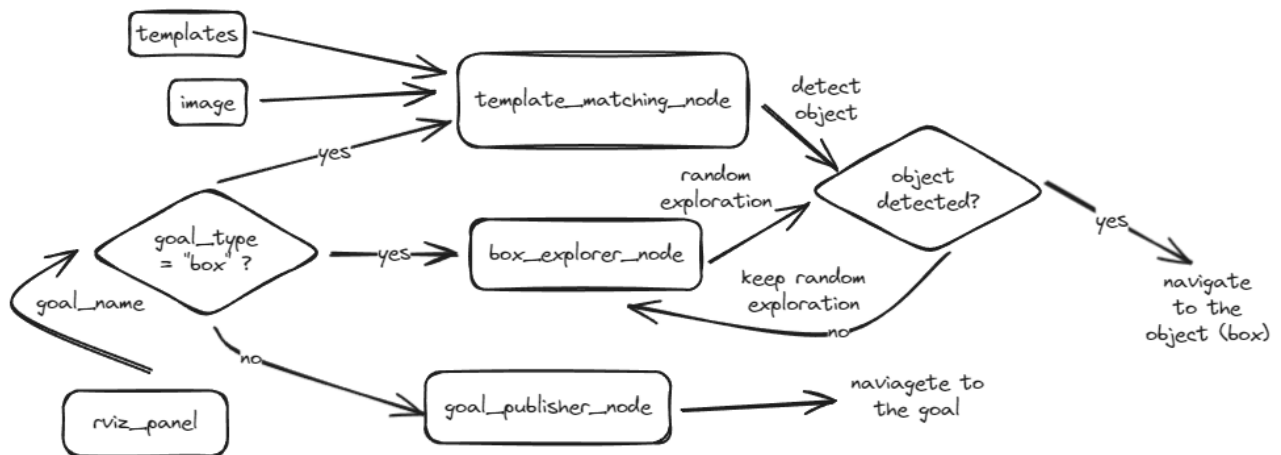 templates
image
template_matching_node
detect
object
yes
object
detected?
random
exploration
goal_type
= "box" ?
yes
box_explorer_node
yes
keep random
exploration
no
navigate
to the
object (box)
goal_name
no
rviz_panel
goal_publisher_node
naviagete to
the goal